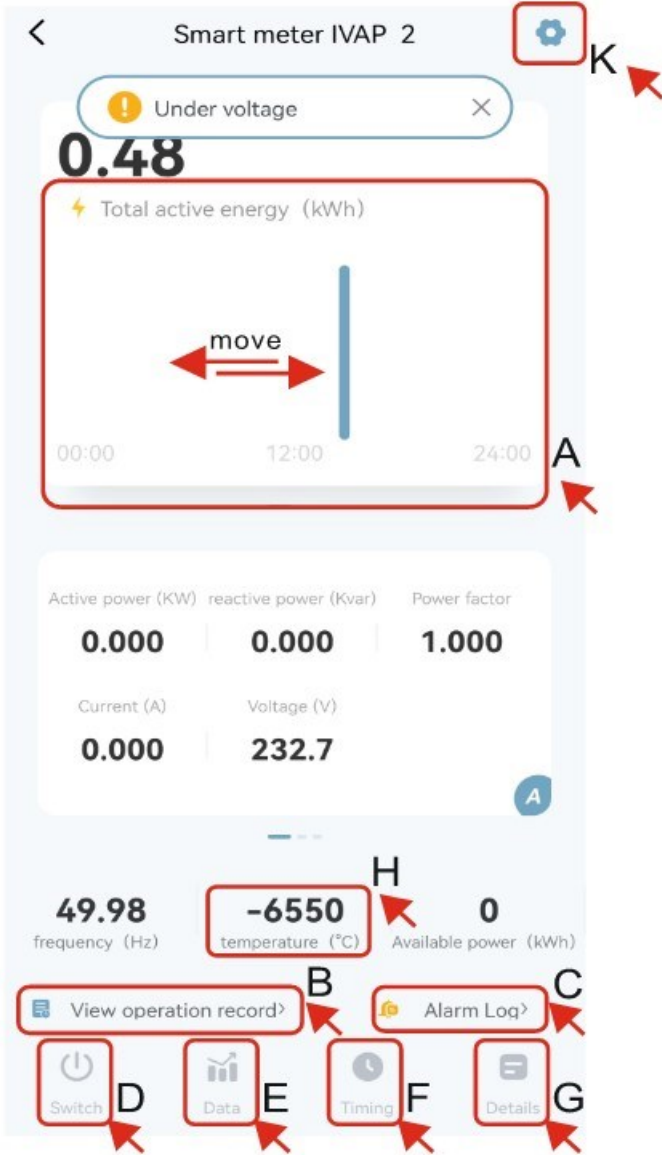 Smart meter IVAP 2
K
Under voltage
0.48
Total active energy (kWh)
move
00:00 12:00 24:00
A
Active power (KW) reactive power (Kvar) Power factor
0.000 0.000 1.000
Current (A) Voltage (V)
0.000 232.7
A
H
49.98 -6550 0
frequency (Hz) temperature (°C) Available power (kWh)
B C
View operation record> Alarm Log>
Switch D Data E Timing F Details G